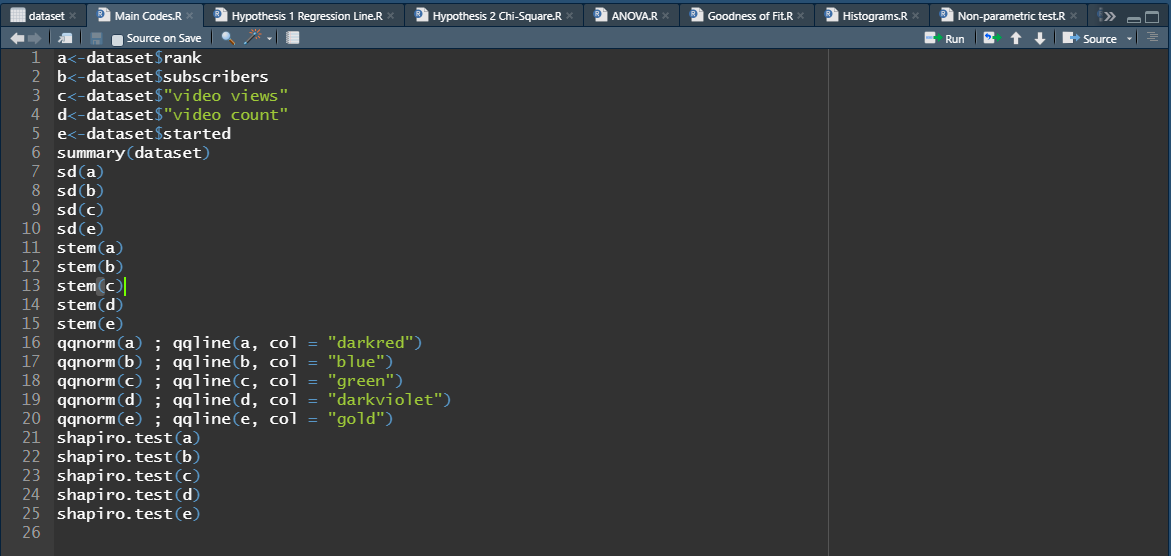 dataset Main Codes.R Hypothesis 1 Regression Line.R Hypothesis 2 Chi-Square.R ANOVA.R Goodness of Fit.R Histograms.R Non-parametric test.R
Source on Save Run Source
1 a<-dataset$rank
2 b<-dataset$subscribers
3 c<-dataset$"video views"
4 d<-dataset$"video count"
5 e<-dataset$started
6 summary(dataset)
7 sd(a)
8 sd(b)
9 sd(c)
10 sd(e)
11 stem(a)
12 stem(b)
13 stem(c)
14 stem(d)
15 stem(e)
16 qqnorm(a) ; qqline(a, col = "darkred")
17 qqnorm(b) ; qqline(b, col = "blue")
18 qqnorm(c) ; qqline(c, col = "green")
19 qqnorm(d) ; qqline(d, col = "darkviolet")
20 qqnorm(e) ; qqline(e, col = "gold")
21 shapiro.test(a)
22 shapiro.test(b)
23 shapiro.test(c)
24 shapiro.test(d)
25 shapiro.test(e)
26